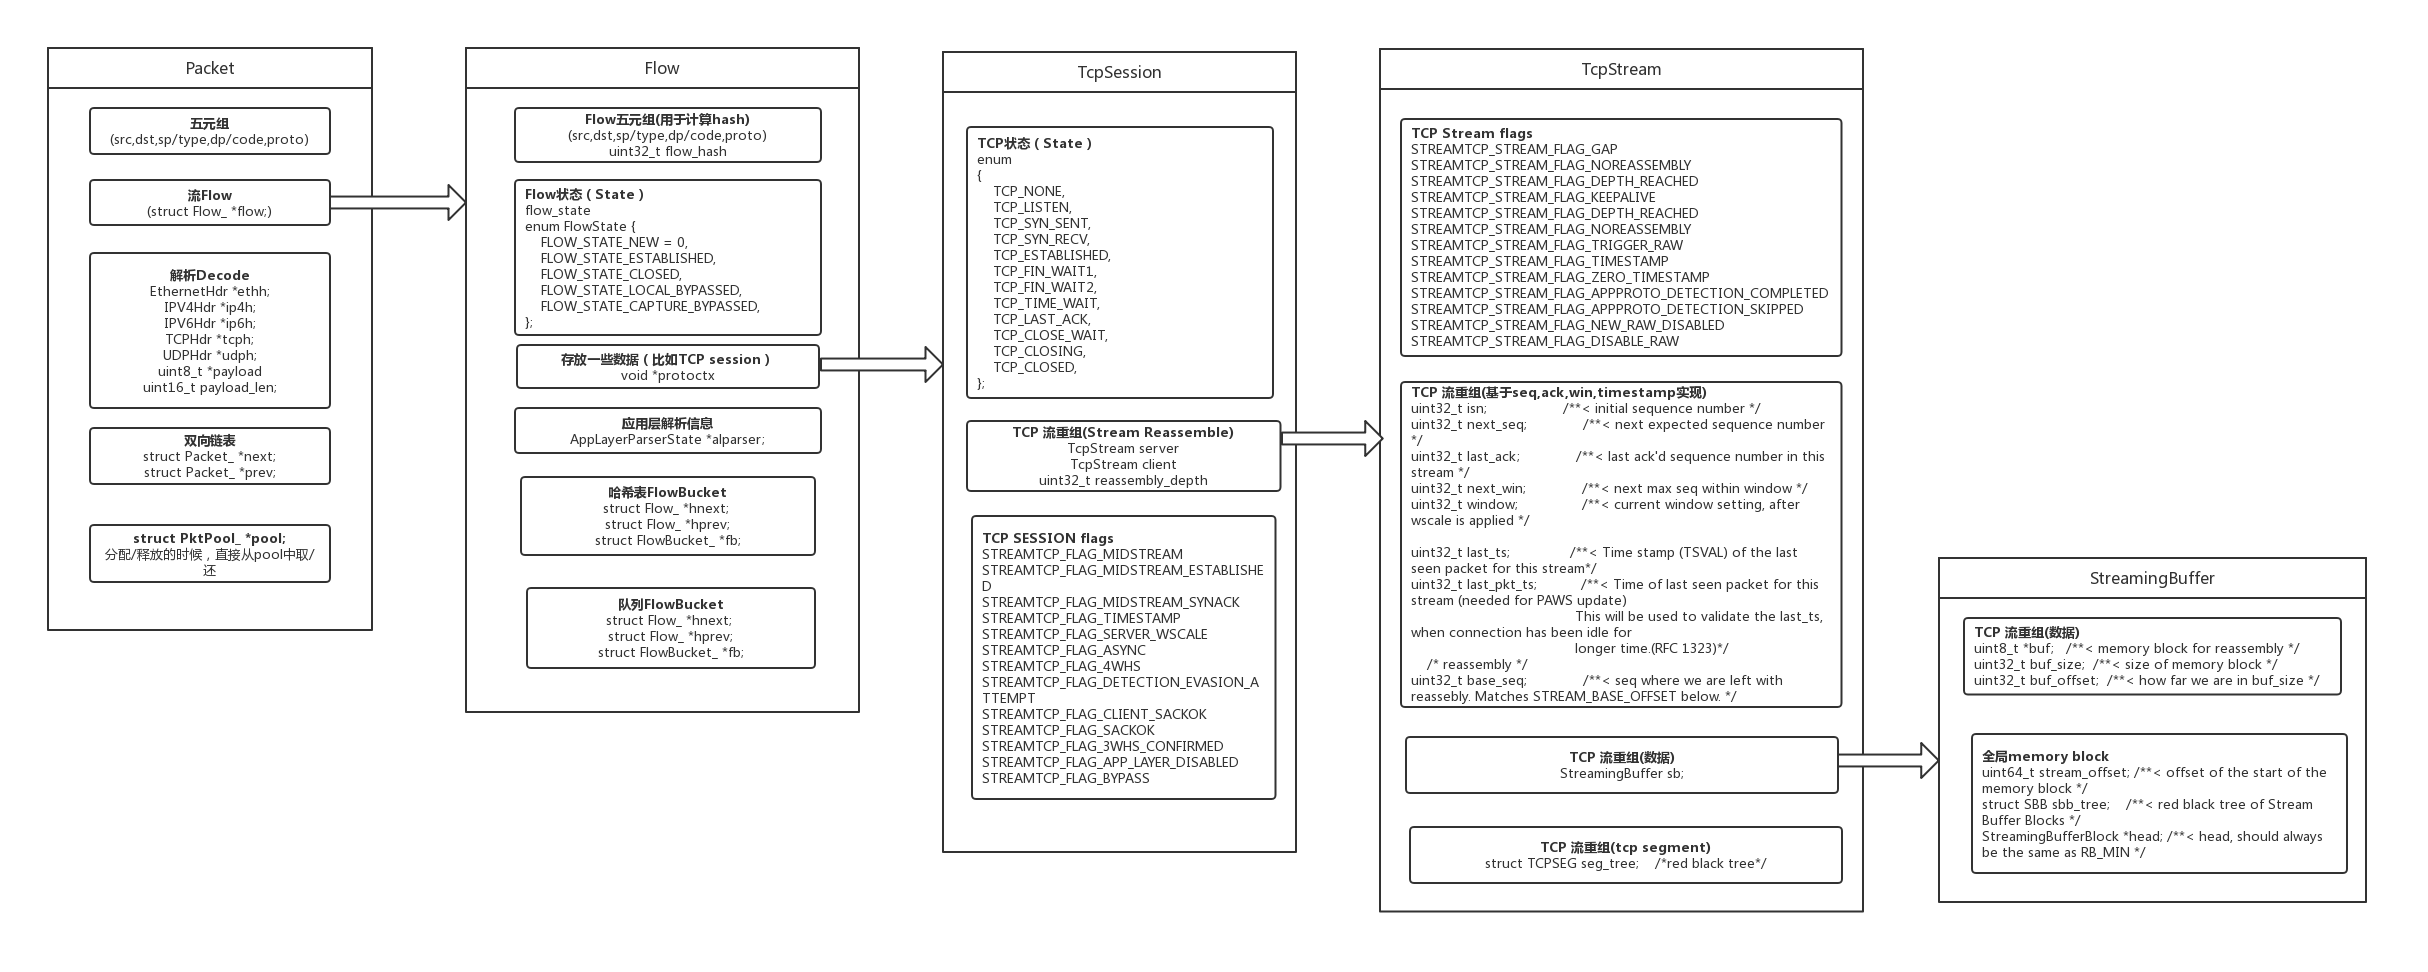 Packet
五元组
(src,dst,sp/type,dp/code,proto)
流Flow
(struct Flow_ *flow;)
解析Decode
EthernetHdr *ethh;
IPV4Hdr *ip4h;
IPV6Hdr *ip6h;
TCPHdr *tcph;
UDPHdr *udph;
uint8_t *payload
uint16_t payload_len;
双向链表
struct Packet_ *next;
struct Packet_ *prev;
struct PktPool_ *pool;
分配/释放的时候，直接从pool中取/
还
Flow
Flow五元组(用于计算hash)
(src,dst,sp/type,dp/code,proto)
uint32_t flow_hash
Flow状态（State）
flow_state
enum FlowState {
FLOW_STATE_NEW = 0,
FLOW_STATE_ESTABLISHED,
FLOW_STATE_CLOSED,
FLOW_STATE_LOCAL_BYPASSED,
FLOW_STATE_CAPTURE_BYPASSED,
};
存放一些数据（比如TCP session）
void *protoctx
应用层解析信息
AppLayerParserState *alparser;
哈希表FlowBucket
struct Flow_ *hnext;
struct Flow_ *hprev;
struct FlowBucket_ *fb;
队列FlowBucket
struct Flow_ *hnext;
struct Flow_ *hprev;
struct FlowBucket_ *fb;
TcpSession
TCP状态（State）
enum
{
TCP_NONE,
TCP_LISTEN,
TCP_SYN_SENT,
TCP_SYN_RECV,
TCP_ESTABLISHED,
TCP_FIN_WAIT1,
TCP_FIN_WAIT2,
TCP_TIME_WAIT,
TCP_LAST_ACK,
TCP_CLOSE_WAIT,
TCP_CLOSING,
TCP_CLOSED,
};
TCP 流重组(Stream Reassemble)
TcpStream server
TcpStream client
uint32_t reassembly_depth
TCP SESSION flags
STREAMTCP_FLAG_MIDSTREAM
STREAMTCP_FLAG_MIDSTREAM_ESTABLISHE
D
STREAMTCP_FLAG_MIDSTREAM_SYNACK
STREAMTCP_FLAG_TIMESTAMP
STREAMTCP_FLAG_SERVER_WSCALE
STREAMTCP_FLAG_ASYNC
STREAMTCP_FLAG_4WHS
STREAMTCP_FLAG_DETECTION_EVASION_A
TTEMPT
STREAMTCP_FLAG_CLIENT_SACKOK
STREAMTCP_FLAG_SACKOK
STREAMTCP_FLAG_3WHS_CONFIRMED
STREAMTCP_FLAG_APP_LAYER_DISABLED
STREAMTCP_FLAG_BYPASS
TcpStream
TCP Stream flags
STREAMTCP_STREAM_FLAG_GAP
STREAMTCP_STREAM_FLAG_NOREASSEMBLY
STREAMTCP_STREAM_FLAG_DEPTH_REACHED
STREAMTCP_STREAM_FLAG_KEEPALIVE
STREAMTCP_STREAM_FLAG_DEPTH_REACHED
STREAMTCP_STREAM_FLAG_NOREASSEMBLY
STREAMTCP_STREAM_FLAG_TRIGGER_RAW
STREAMTCP_STREAM_FLAG_TIMESTAMP
STREAMTCP_STREAM_FLAG_ZERO_TIMESTAMP
STREAMTCP_STREAM_FLAG_APPPROTO_DETECTION_COMPLETED
STREAMTCP_STREAM_FLAG_APPPROTO_DETECTION_SKIPPED
STREAMTCP_STREAM_FLAG_NEW_RAW_DISABLED
STREAMTCP_STREAM_FLAG_DISABLE_RAW
TCP 流重组(基于seq,ack,win,timestamp实现)
uint32_t isn; /**< initial sequence number */
uint32_t next_seq; /**< next expected sequence number
*/
uint32_t last_ack; /**< last ack'd sequence number in this
stream */
uint32_t next_win; /**< next max seq within window */
uint32_t window; /**< current window setting, after
wscale is applied */
uint32_t last_ts; /**< Time stamp (TSVAL) of the last
seen packet for this stream*/
uint32_t last_pkt_ts; /**< Time of last seen packet for this
stream (needed for PAWS update)
This will be used to validate the last_ts,
when connection has been idle for
longer time.(RFC 1323)*/
/* reassembly */
uint32_t base_seq; /**< seq where we are left with
reassebly. Matches STREAM_BASE_OFFSET below. */
TCP 流重组(数据)
StreamingBuffer sb;
TCP 流重组(tcp segment)
struct TCPSEG seg_tree; /*red black tree*/
StreamingBuffer
TCP 流重组(数据)
uint8_t *buf; /**< memory block for reassembly */
uint32_t buf_size; /**< size of memory block */
uint32_t buf_offset; /**< how far we are in buf_size */
全局memory block
uint64_t stream_offset; /**< offset of the start of the
memory block */
struct SBB sbb_tree; /**< red black tree of Stream
Buffer Blocks */
StreamingBufferBlock *head; /**< head, should always
be the same as RB_MIN */